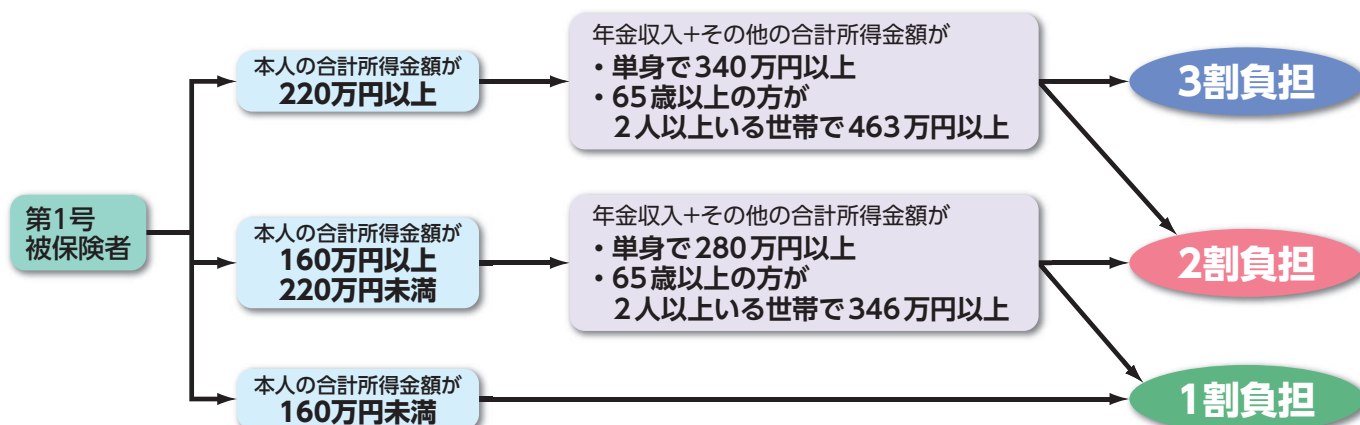 第1号
被保険者
本人の合計所得金額が
220万円以上
年金収入+その他の合計所得金額が
・単身で340万円以上
・65歳以上の方が
2人以上いる世帯で463万円以上
3割負担
本人の合計所得金額が
160万円以上
220万円未満
年金収入+その他の合計所得金額が
・単身で280万円以上
・65歳以上の方が
2人以上いる世帯で346万円以上
2割負担
本人の合計所得金額が
160万円未満
1割負担